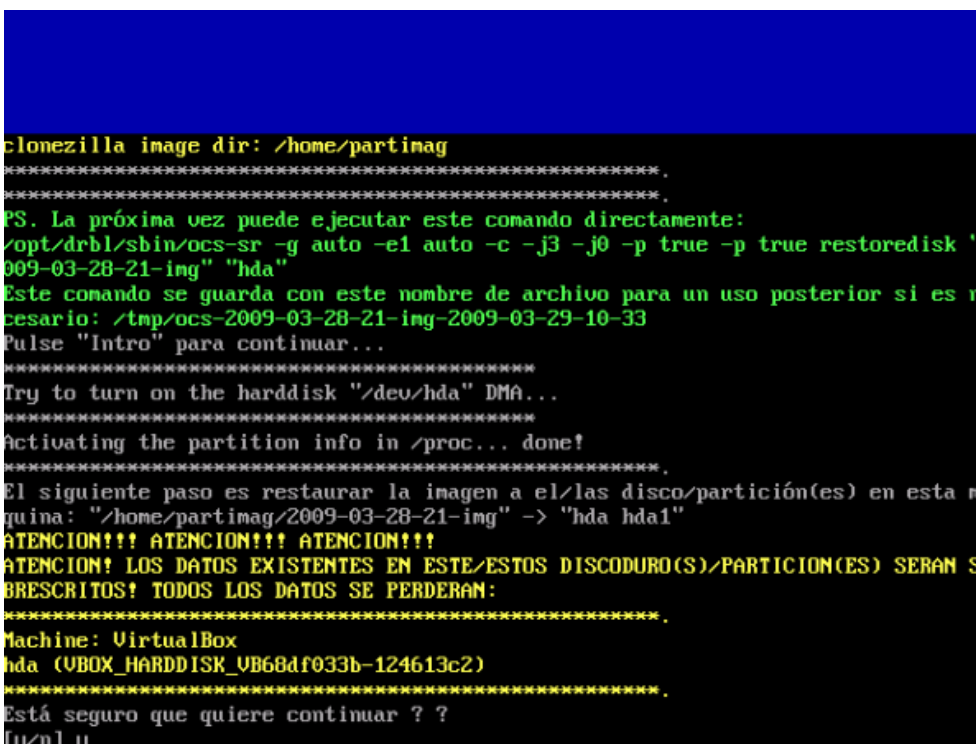 clonezilla image dir: /home/partimag
*******************************************************.
*******************************************************.
PS. La próxima vez puede ejecutar este comando directamente:
/opt/drbl/sbin/ocs-sr -g auto -e1 auto -c -j3 -j0 -p true -p true restoredisk "
009-03-28-21-img" "hda"
Este comando se guarda con este nombre de archivo para un uso posterior si es n
cesario: /tmp/ocs-2009-03-28-21-img-2009-03-29-10-33
Pulse "Intro" para continuar...
*********************************************
Try to turn on the harddisk "/dev/hda" DMA...
*********************************************
Activating the partition info in /proc... done!
*******************************************************.
El siguiente paso es restaurar la imagen a el/las disco/partición(es) en esta m
quina: "/home/partimag/2009-03-28-21-img" -> "hda hda1"
ATENCION!!! ATENCION!!! ATENCION!!!
ATENCION! LOS DATOS EXISTENTES EN ESTE/ESTOS DISCODURO(S)/PARTICION(ES) SERAN S
BRESCRITOS! TODOS LOS DATOS SE PERDERAN:
*******************************************************.
Machine: VirtualBox
hda (VBOX_HARDDISK_VB68df033b-124613c2)
*******************************************************.
Está seguro que quiere continuar ? ?
[y/n] y